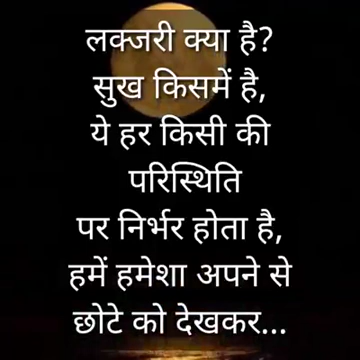 लक्जरी क्या है?
सुख किसमें है,
ये हर किसी की
परिस्थिति
पर निर्भर होता है,
हमें हमेशा अपने से
छोटे को देखकर...